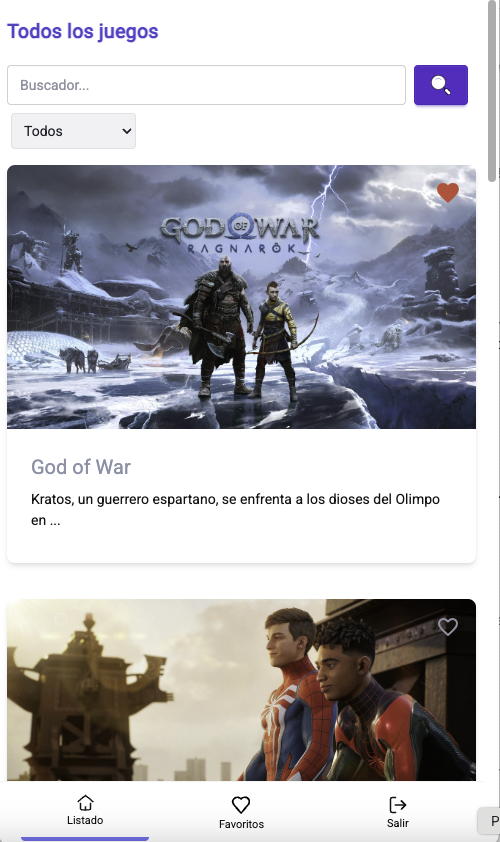 Todos los juegos
Buscador...
Todos
GOD OF WAR
RAGNARÖK
God of War
Kratos, un guerrero espartano, se enfrenta a los dioses del Olimpo
en ...
Listado
Favoritos
Salir
P